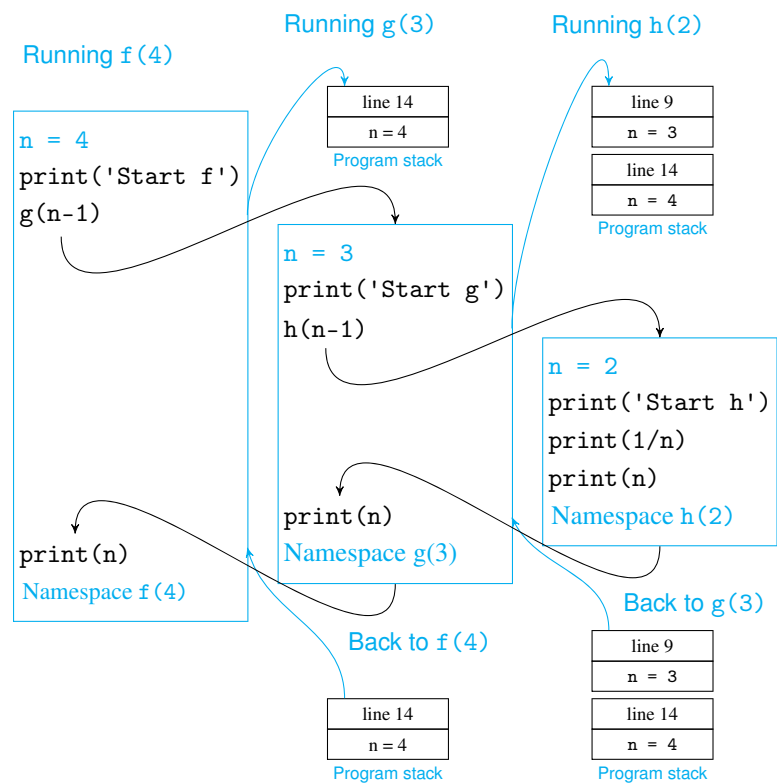 Running f(4)
Running g(3)
Running h(2)
line 14
n = 4
Program stack
line 9
n = 3
line 14
n = 4
Program stack
n = 4
print('Start f')
g(n-1)
print(n)
Namespace f(4)
n = 3
print('Start g')
h(n-1)
print(n)
Namespace g(3)
n = 2
print('Start h')
print(1/n)
print(n)
Namespace h(2)
Back to f(4)
line 14
n = 4
Program stack
Back to g(3)
line 9
n = 3
line 14
n = 4
Program stack